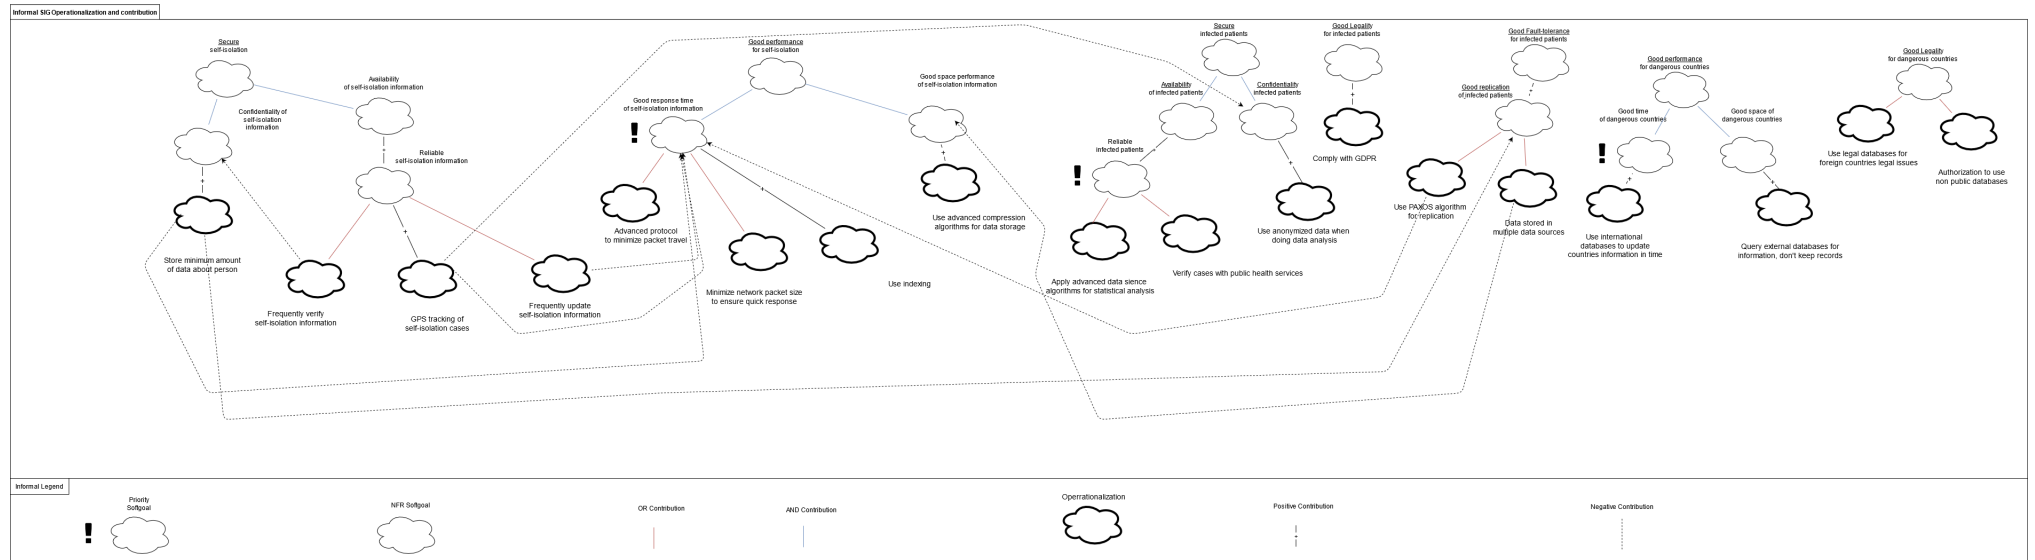 Informal SIG Operationalization and contribution
Secure
self-isolation
Availability
of self-isolation information
Confidentiality of
self-isolation
information
+
Reliable
self-isolation information
+
Store minimum amount
of data about person
+
Frequently verify
self-isolation information
GPS tracking of
self-isolation cases
Frequently update
self-isolation information
Good performance
for self-isolation
Good response time
of self-isolation information
!
Good space performance
of self-isolation information
+
Advanced protocol
to minimize packet travel
+
Minimize network packet size
to ensure quick response
Use indexing
Use advanced compression
algorithms for data storage
Secure
infected patients
Availability
of infected patients
Confidentiality
infected patients
Reliable
infected patients
+
!
+
Apply advanced data sience
algorithms for statistical analysis
Verify cases with public health services
Use anonymized data when
doing data analysis
Good Legality
for infected patients
+
Comply with GDPR
Good Fault-tolerance
for infected patients
+
Good replication
of infected patients
Use PAXOS algorithm
for replication
Data stored in
multiple data sources
Good performance
for dangerous countries
Good time
of dangerous countries
Good space of
dangerous countries
!
+
+
Use international
databases to update
countries information in time
Query external databases for
information, don't keep records
Good Legality
for dangerous countries
Use legal databases for
foreign countries legal issues
Authorization to use
non public databases
Informal Legend
Priority
Softgoal
!
NFR Softgoal
OR Contribution
AND Contribution
Operrationalization
Positive Contribution
+
Negative Contribution